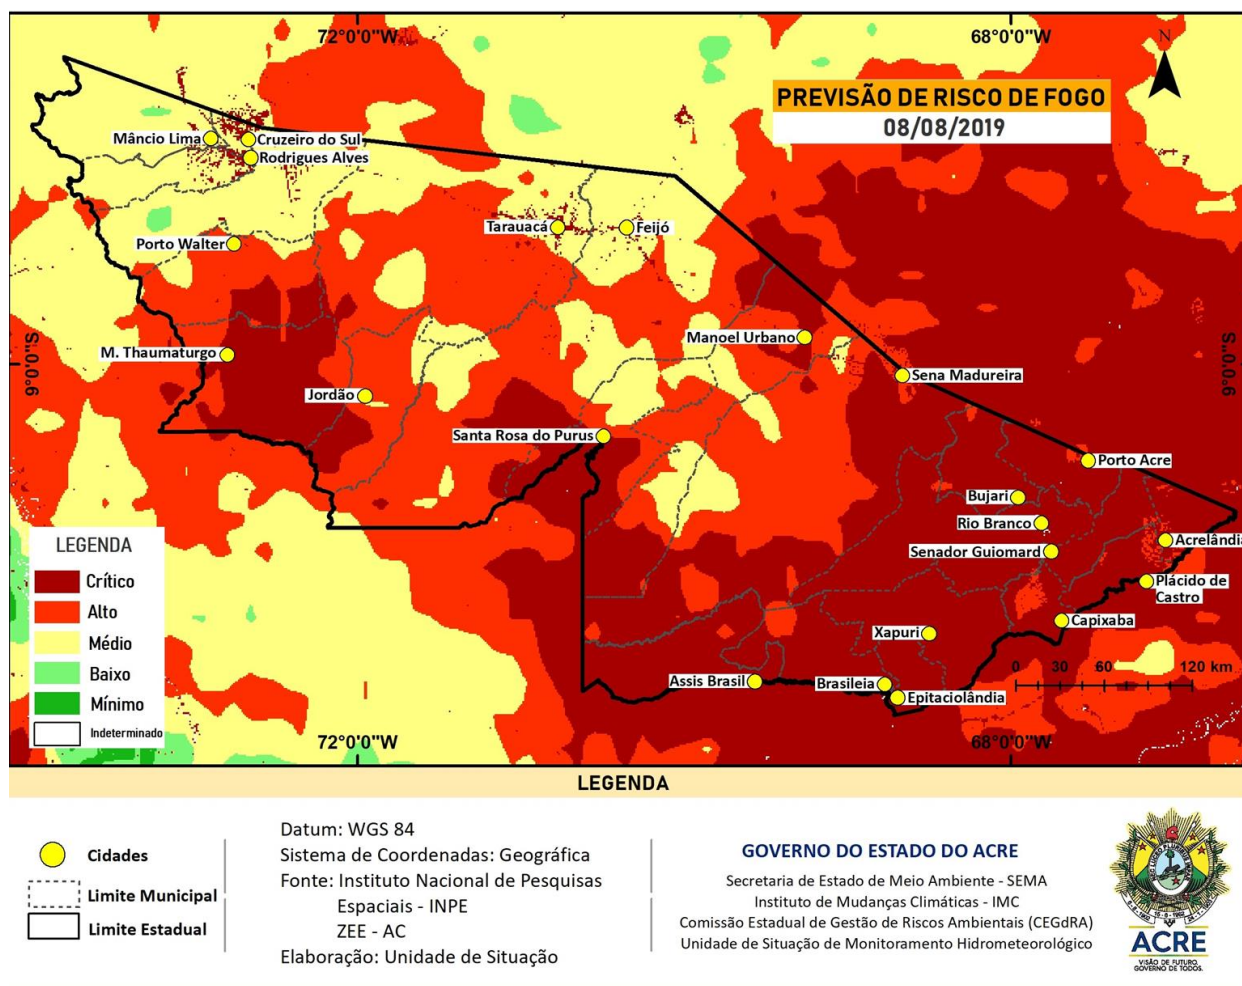 72°0'0"W
68°0'0"W
N
PREVISÃO DE RISCO DE FOGO
08/08/2019
Mâncio Lima
Cruzeiro do Sul
Rodrigues Alves
Tarauacá
Feijó
Porto Walter
9°0'0"S
9°0'0"S
Manoel Urbano
M. Thaumaturgo
Sena Madureira
Jordão
Santa Rosa do Purus
Porto Acre
Bujari
Rio Branco
Acrelândia
Senador Guiomard
Plácido de
Castro
Capixaba
Xapuri
0 30 60 120 km
Assis Brasil
Brasileia
Epitaciolândia
LEGENDA
Crítico
Alto
Médio
Baixo
Mínimo
Indeterminado
72°0'0"W
68°0'0"W
LEGENDA
Cidades
Limite Municipal
Limite Estadual
Datum: WGS 84
Sistema de Coordenadas: Geográfica
Fonte: Instituto Nacional de Pesquisas
Espaciais - INPE
ZEE - AC
Elaboração: Unidade de Situação
GOVERNO DO ESTADO DO ACRE
Secretaria de Estado de Meio Ambiente - SEMA
Instituto de Mudanças Climáticas - IMC
Comissão Estadual de Gestão de Riscos Ambientais (CEGdRA)
Unidade de Situação de Monitoramento Hidrometeorológico
ACRE
VISÃO DE FUTURO.
GOVERNO DE TODOS.